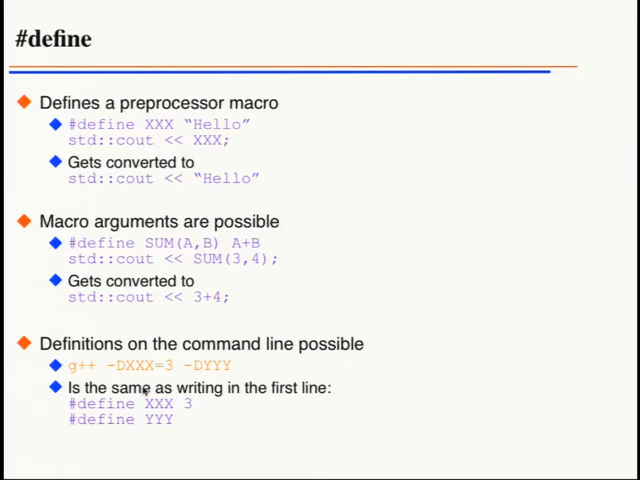 #define
Defines a preprocessor macro
#define XXX “Hello”
std::cout << XXX;
Gets converted to
std::cout << “Hello”
Macro arguments are possible
#define SUM(A,B) A+B
std::cout << SUM(3,4);
Gets converted to
std::cout << 3+4;
Definitions on the command line possible
g++ -DXXX=3 -DYYY
Is the same as writing in the first line:
#define XXX 3
#define YYY